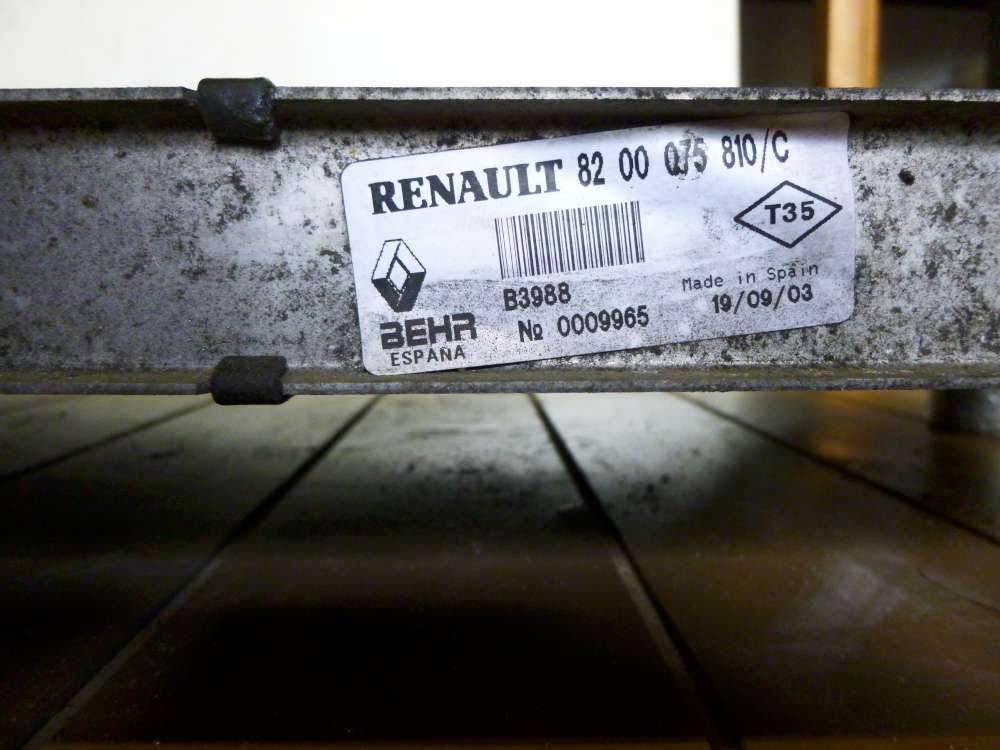 RENAULT 82 00 075 810/C
T35
B3988
Made in Spain
BEHR
ESPAÑA
№ 0009965
19/09/03